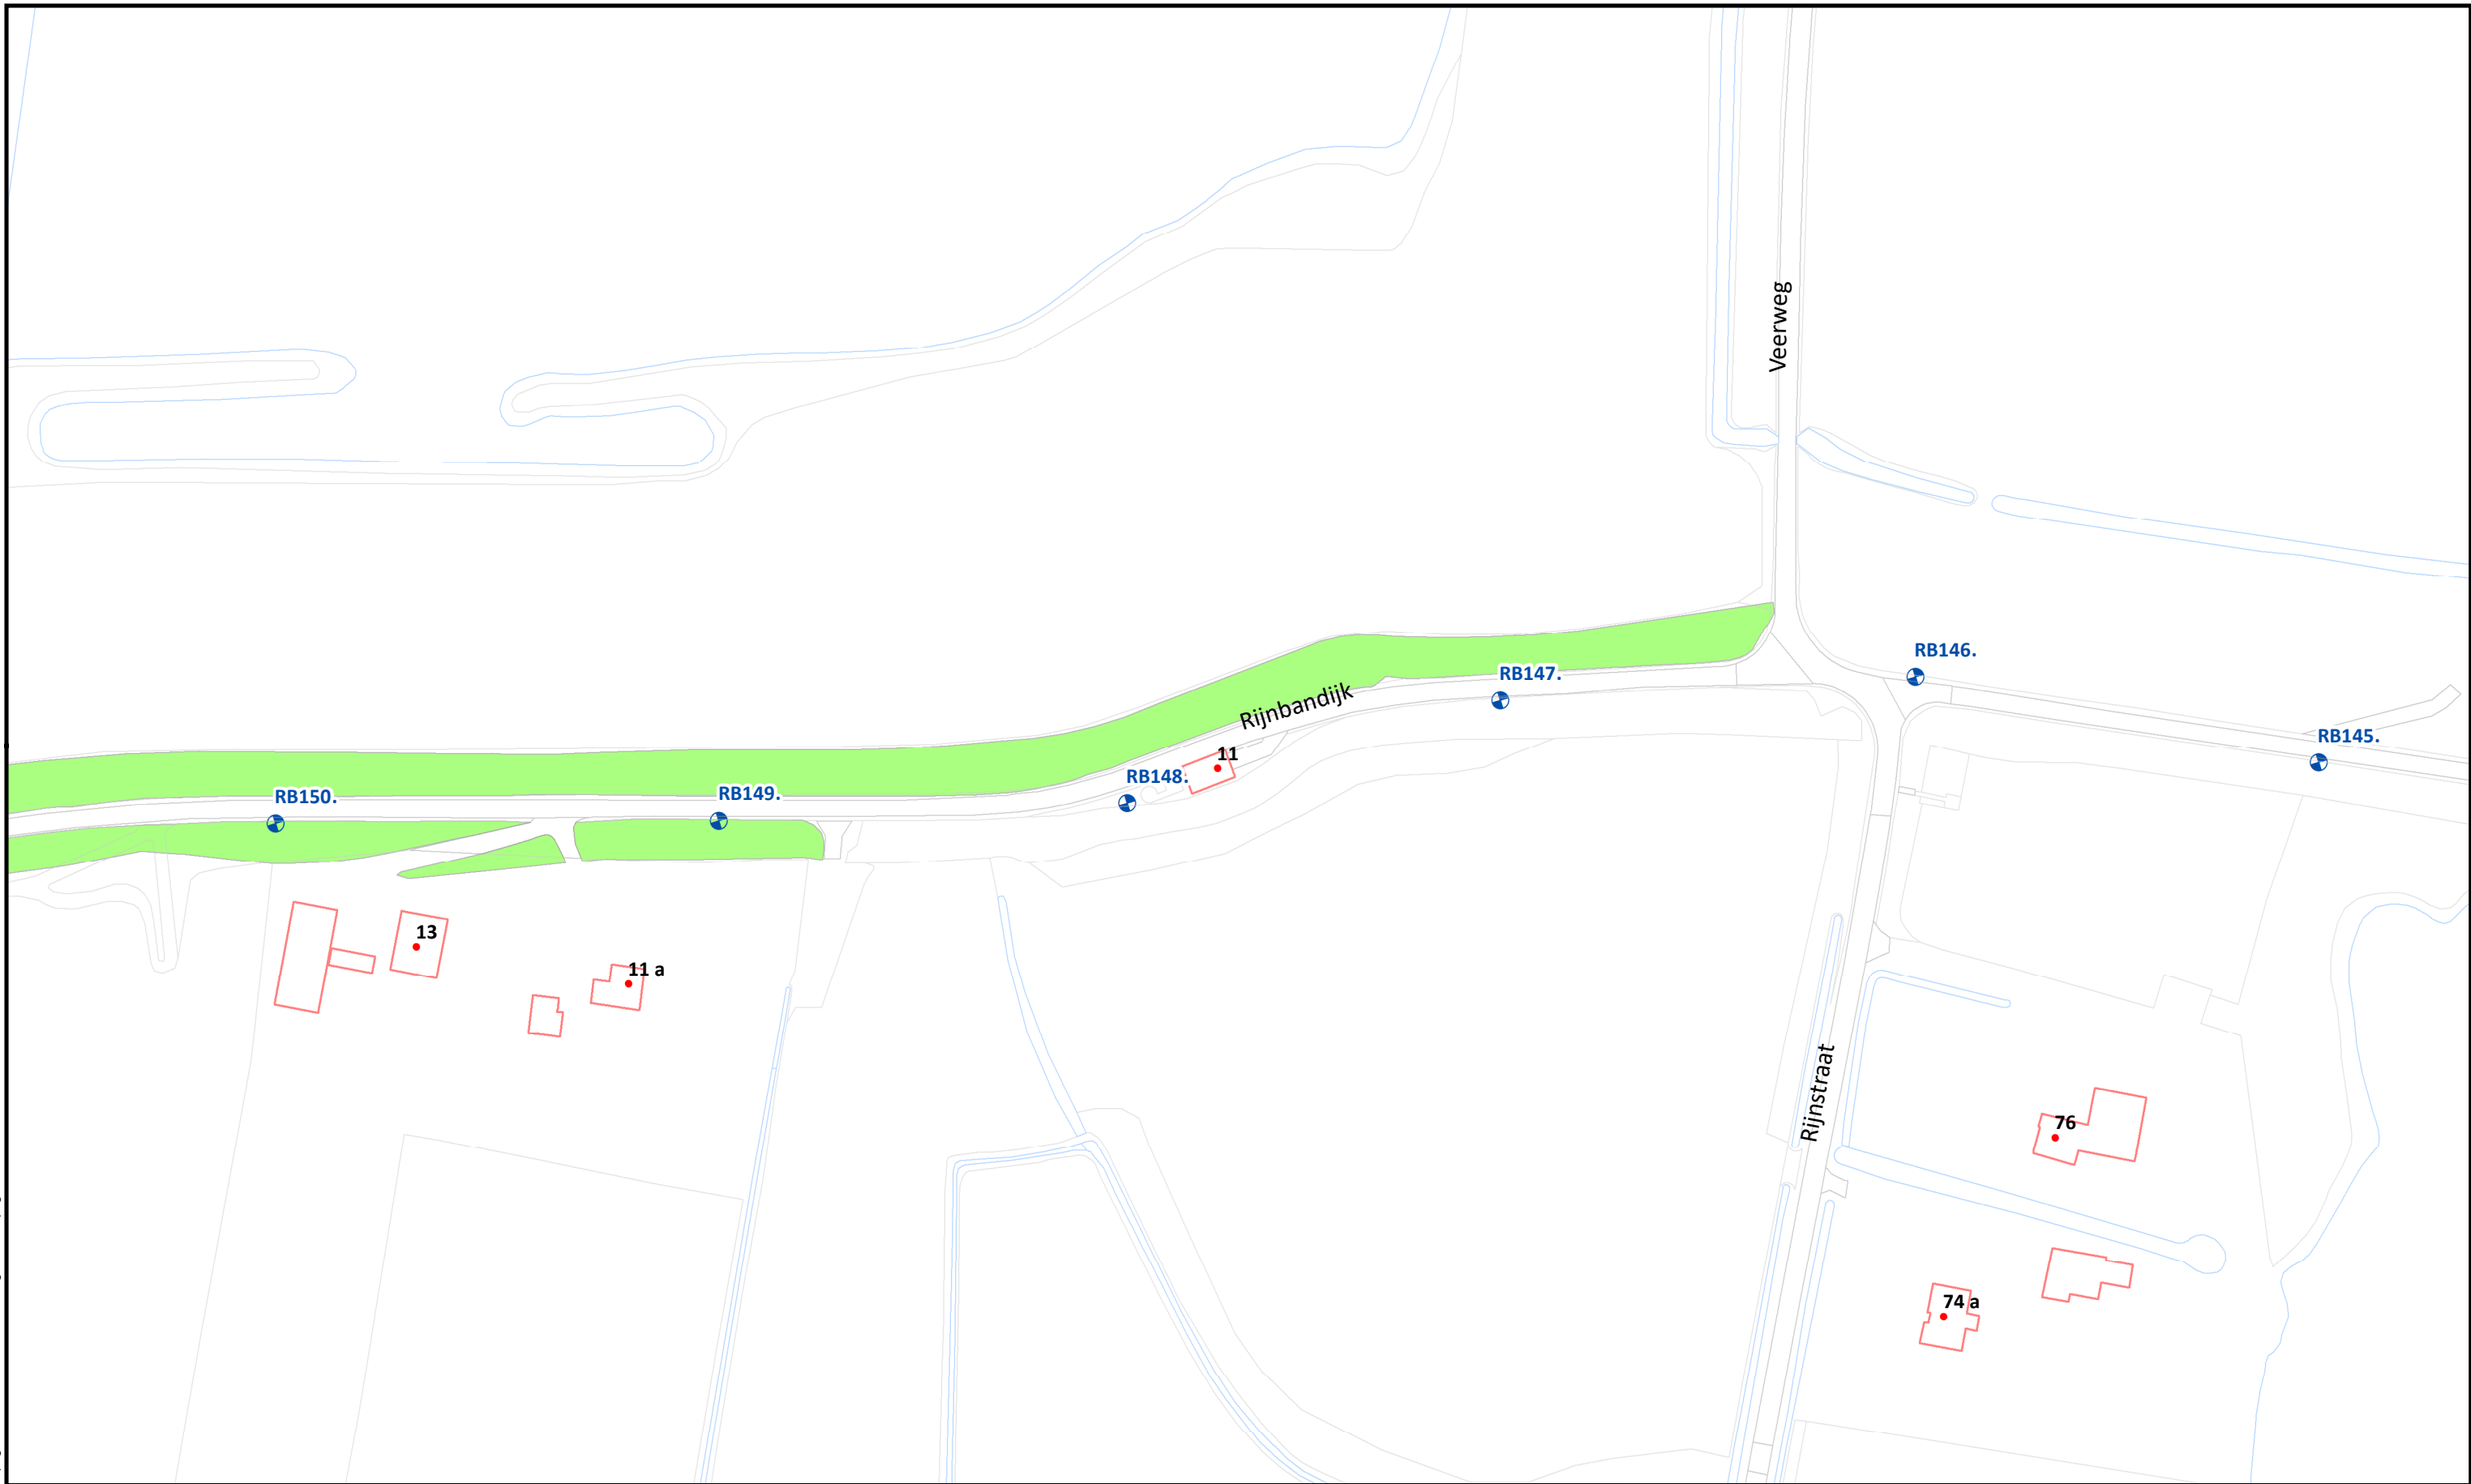 Veerweg
RB146.
RB147.
Rijnbandijk
RB145.
11
RB148.
RB149.
RB150.
13
11 a
Rijnstraat
76
74 a